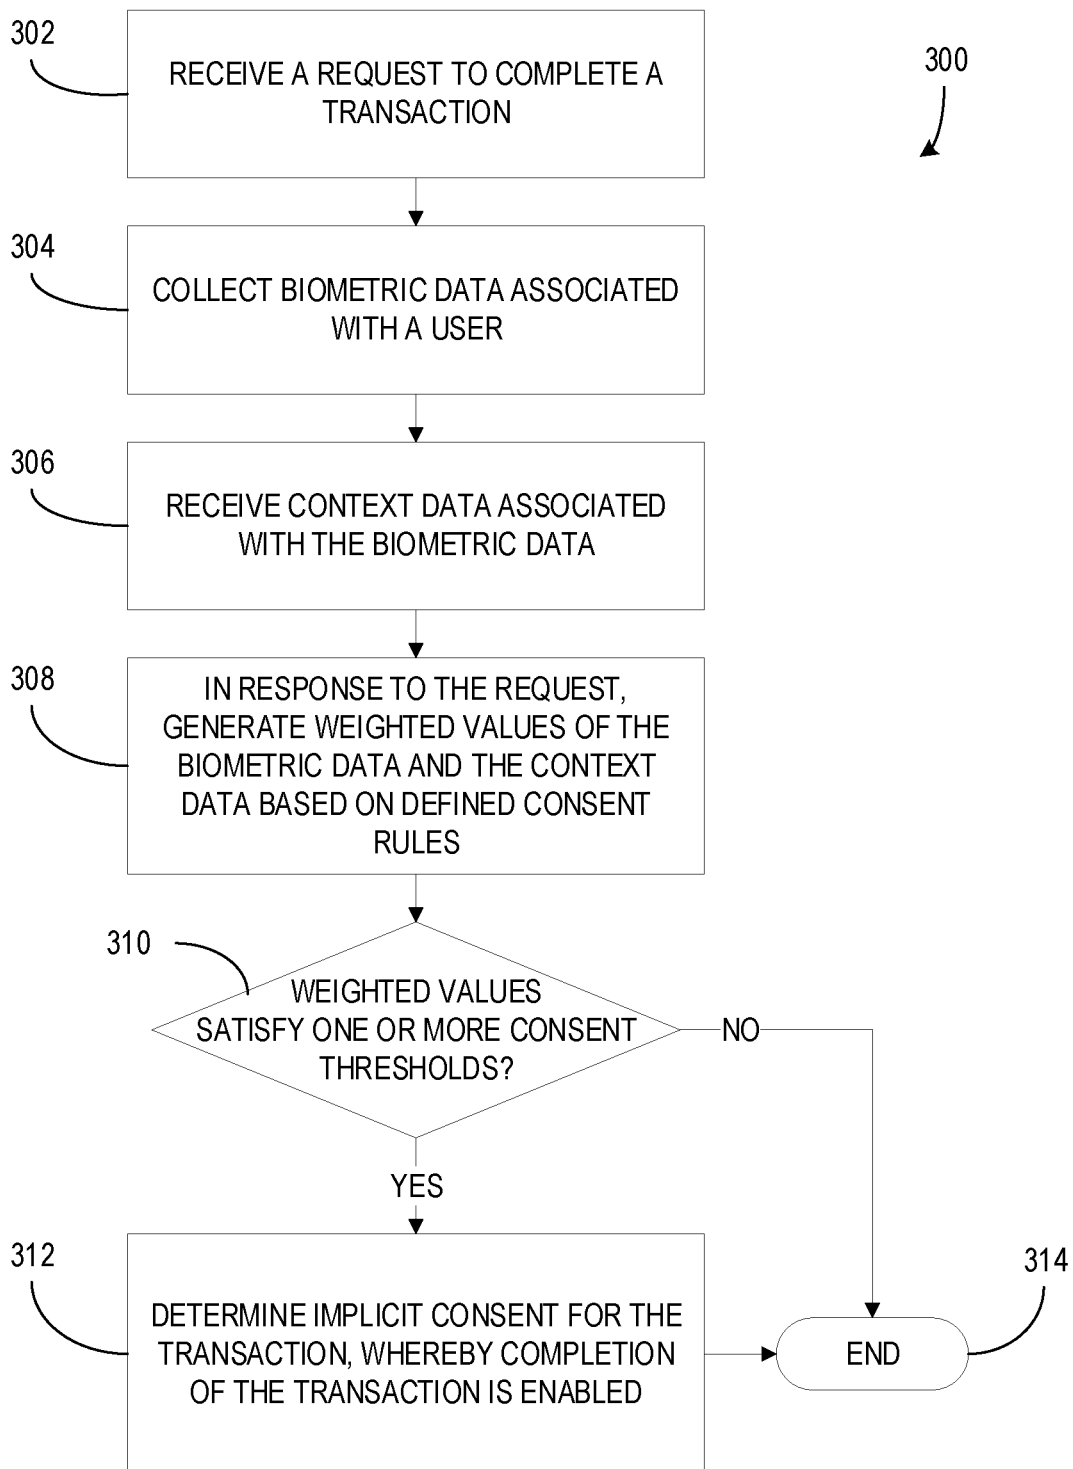 302
RECEIVE A REQUEST TO COMPLETE A
TRANSACTION
300
304
COLLECT BIOMETRIC DATA ASSOCIATED
WITH A USER
306
RECEIVE CONTEXT DATA ASSOCIATED
WITH THE BIOMETRIC DATA
308
IN RESPONSE TO THE REQUEST,
GENERATE WEIGHTED VALUES OF THE
BIOMETRIC DATA AND THE CONTEXT
DATA BASED ON DEFINED CONSENT
RULES
310
WEIGHTED VALUES
SATISFY ONE OR MORE CONSENT
THRESHOLDS?
NO
YES
312
DETERMINE IMPLICIT CONSENT FOR THE
TRANSACTION, WHEREBY COMPLETION
OF THE TRANSACTION IS ENABLED
314
END